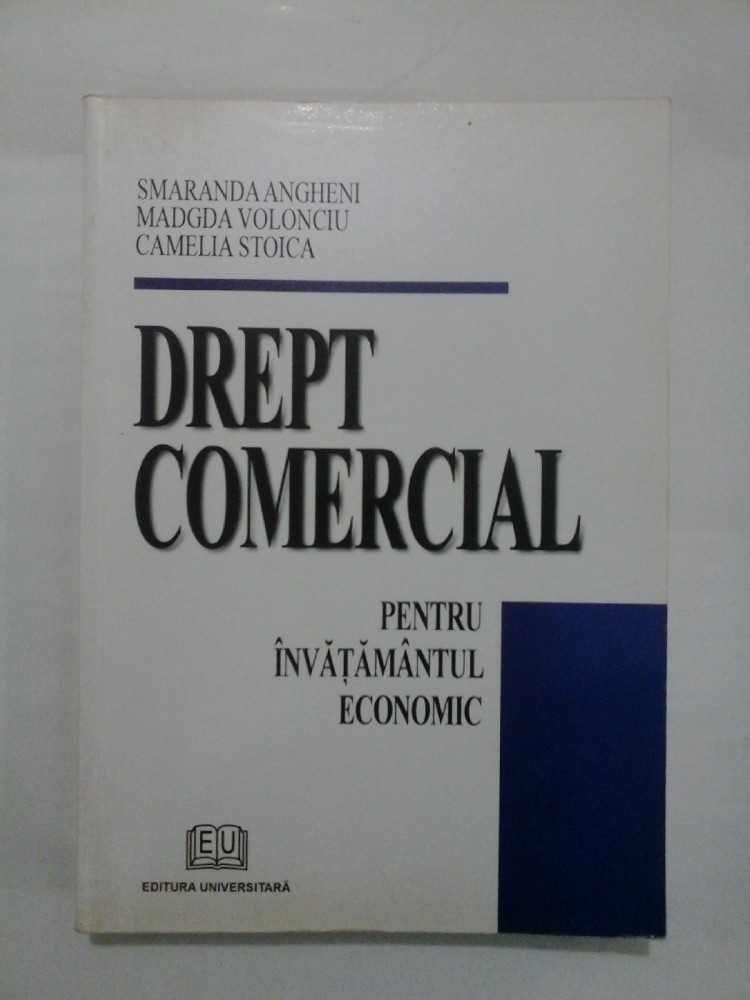 SMARANDA ANGHENI
MADGDA VOLONCIU
CAMELIA STOICA
DREPT
COMERCIAL
PENTRU
ÎNVĂȚĂMÂNTUL
ECONOMIC
EU
EDITURA UNIVERSITARĂ